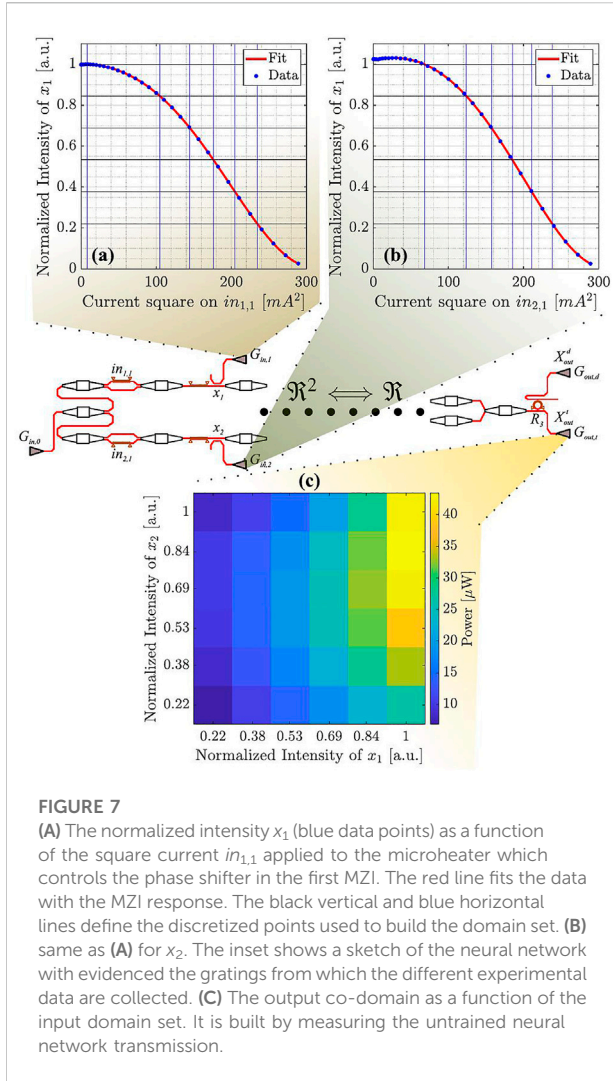 Normalized Intensity of x₁ [a.u.]
1
0.8
0.6
0.4
0.2
0
Fit
Data
(a)
0 100 200 300
Current square on in₁,₁ [mA²]
Normalized Intensity of x₁ [a.u.]
1
0.8
0.6
0.4
0.2
0
Fit
Data
(b)
0 100 200 300
Current square on in₂,₁ [mA²]
G_in,1
in₁,₁
x₁
G_in,0
in₂,₁
x₂
G_in,2
ℜ² ⟺ ℜ
X^d_out
G_out,d
R₃
X^t_out
G_out,t
(c)
Normalized Intensity of x₂ [a.u.]
1
0.84
0.69
0.53
0.38
0.22
0.22 0.38 0.53 0.69 0.84 1
Normalized Intensity of x₁ [a.u.]
40
35
30
25
20
15
10
Power [μW]
FIGURE 7
(A) The normalized intensity x₁ (blue data points) as a function
of the square current in₁,₁ applied to the microheater which
controls the phase shifter in the first MZI. The red line fits the data
with the MZI response. The black vertical and blue horizontal
lines define the discretized points used to build the domain set. (B)
same as (A) for x₂. The inset shows a sketch of the neural network
with evidenced the gratings from which the different experimental
data are collected. (C) The output co-domain as a function of the
input domain set. It is built by measuring the untrained neural
network transmission.